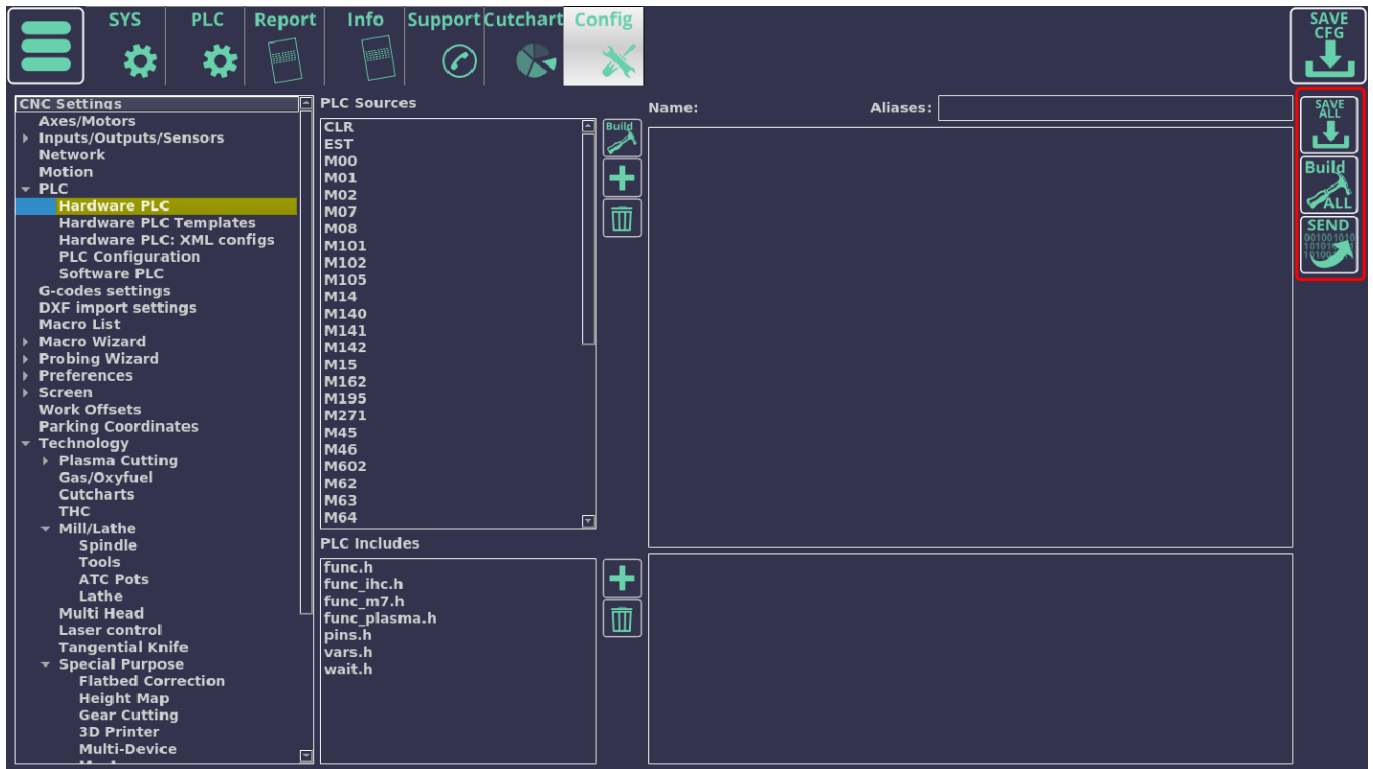 SYS
PLC
Report
Info
Support
Cutchart
Config
SAVE
CFG
CNC Settings
Axes/Motors
Inputs/Outputs/Sensors
Network
Motion
PLC
Hardware PLC
Hardware PLC Templates
Hardware PLC: XML configs
PLC Configuration
Software PLC
G-codes settings
DXF import settings
Macro List
Macro Wizard
Probing Wizard
Preferences
Screen
Work Offsets
Parking Coordinates
Technology
Plasma Cutting
Gas/Oxyfuel
Cutcharts
THC
Mill/Lathe
Spindle
Tools
ATC Pots
Lathe
Multi Head
Laser control
Tangential Knife
Special Purpose
Flatbed Correction
Height Map
Gear Cutting
3D Printer
Multi-Device
PLC Sources
CLR
EST
M00
M01
M02
M07
M08
M101
M102
M105
M14
M140
M141
M142
M15
M162
M195
M271
M45
M46
M602
M62
M63
M64
Build
PLC Includes
func.h
func_ihc.h
func_m7.h
func_plasma.h
pins.h
vars.h
wait.h
Name:
Aliases:
SAVE
ALL
Build
ALL
SEND